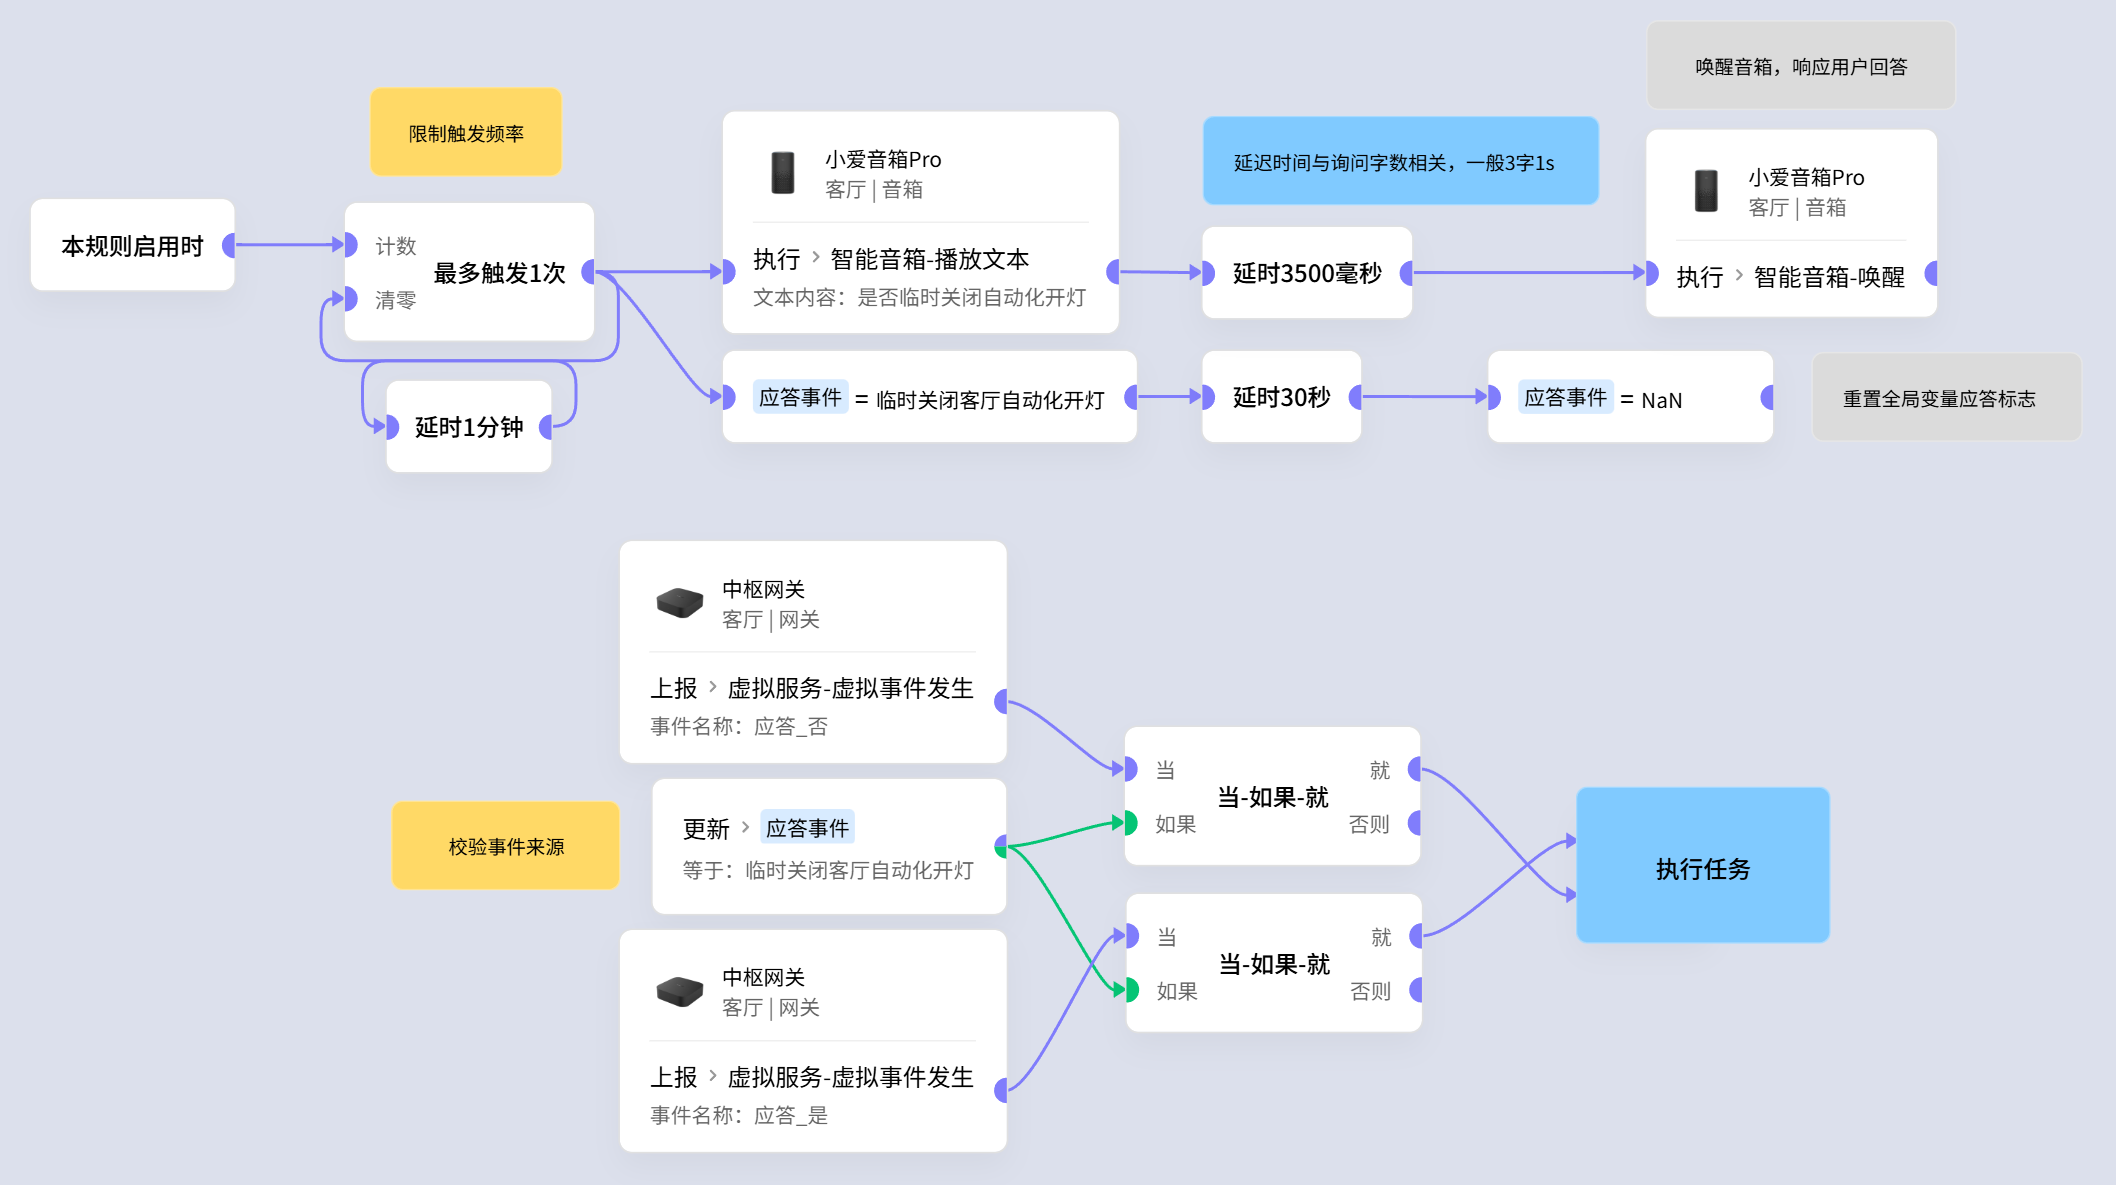 唤醒音箱，响应用户回答
限制触发频率
小爱音箱Pro
客厅 | 音箱
执行 > 智能音箱-播放文本
文本内容：是否临时关闭自动化开灯
延迟时间与询问字数相关，一般3字1s
小爱音箱Pro
客厅 | 音箱
执行 > 智能音箱-唤醒
本规则启用时
计数
最多触发1次
清零
延时3500毫秒
延时1分钟
应答事件 = 临时关闭客厅自动化开灯
延时30秒
应答事件 = NaN
重置全局变量应答标志
中枢网关
客厅 | 网关
上报 > 虚拟服务-虚拟事件发生
事件名称：应答_否
校验事件来源
更新 > 应答事件
等于：临时关闭客厅自动化开灯
中枢网关
客厅 | 网关
上报 > 虚拟服务-虚拟事件发生
事件名称：应答_是
当
就
当-如果-就
如果
否则
当
就
当-如果-就
如果
否则
执行任务